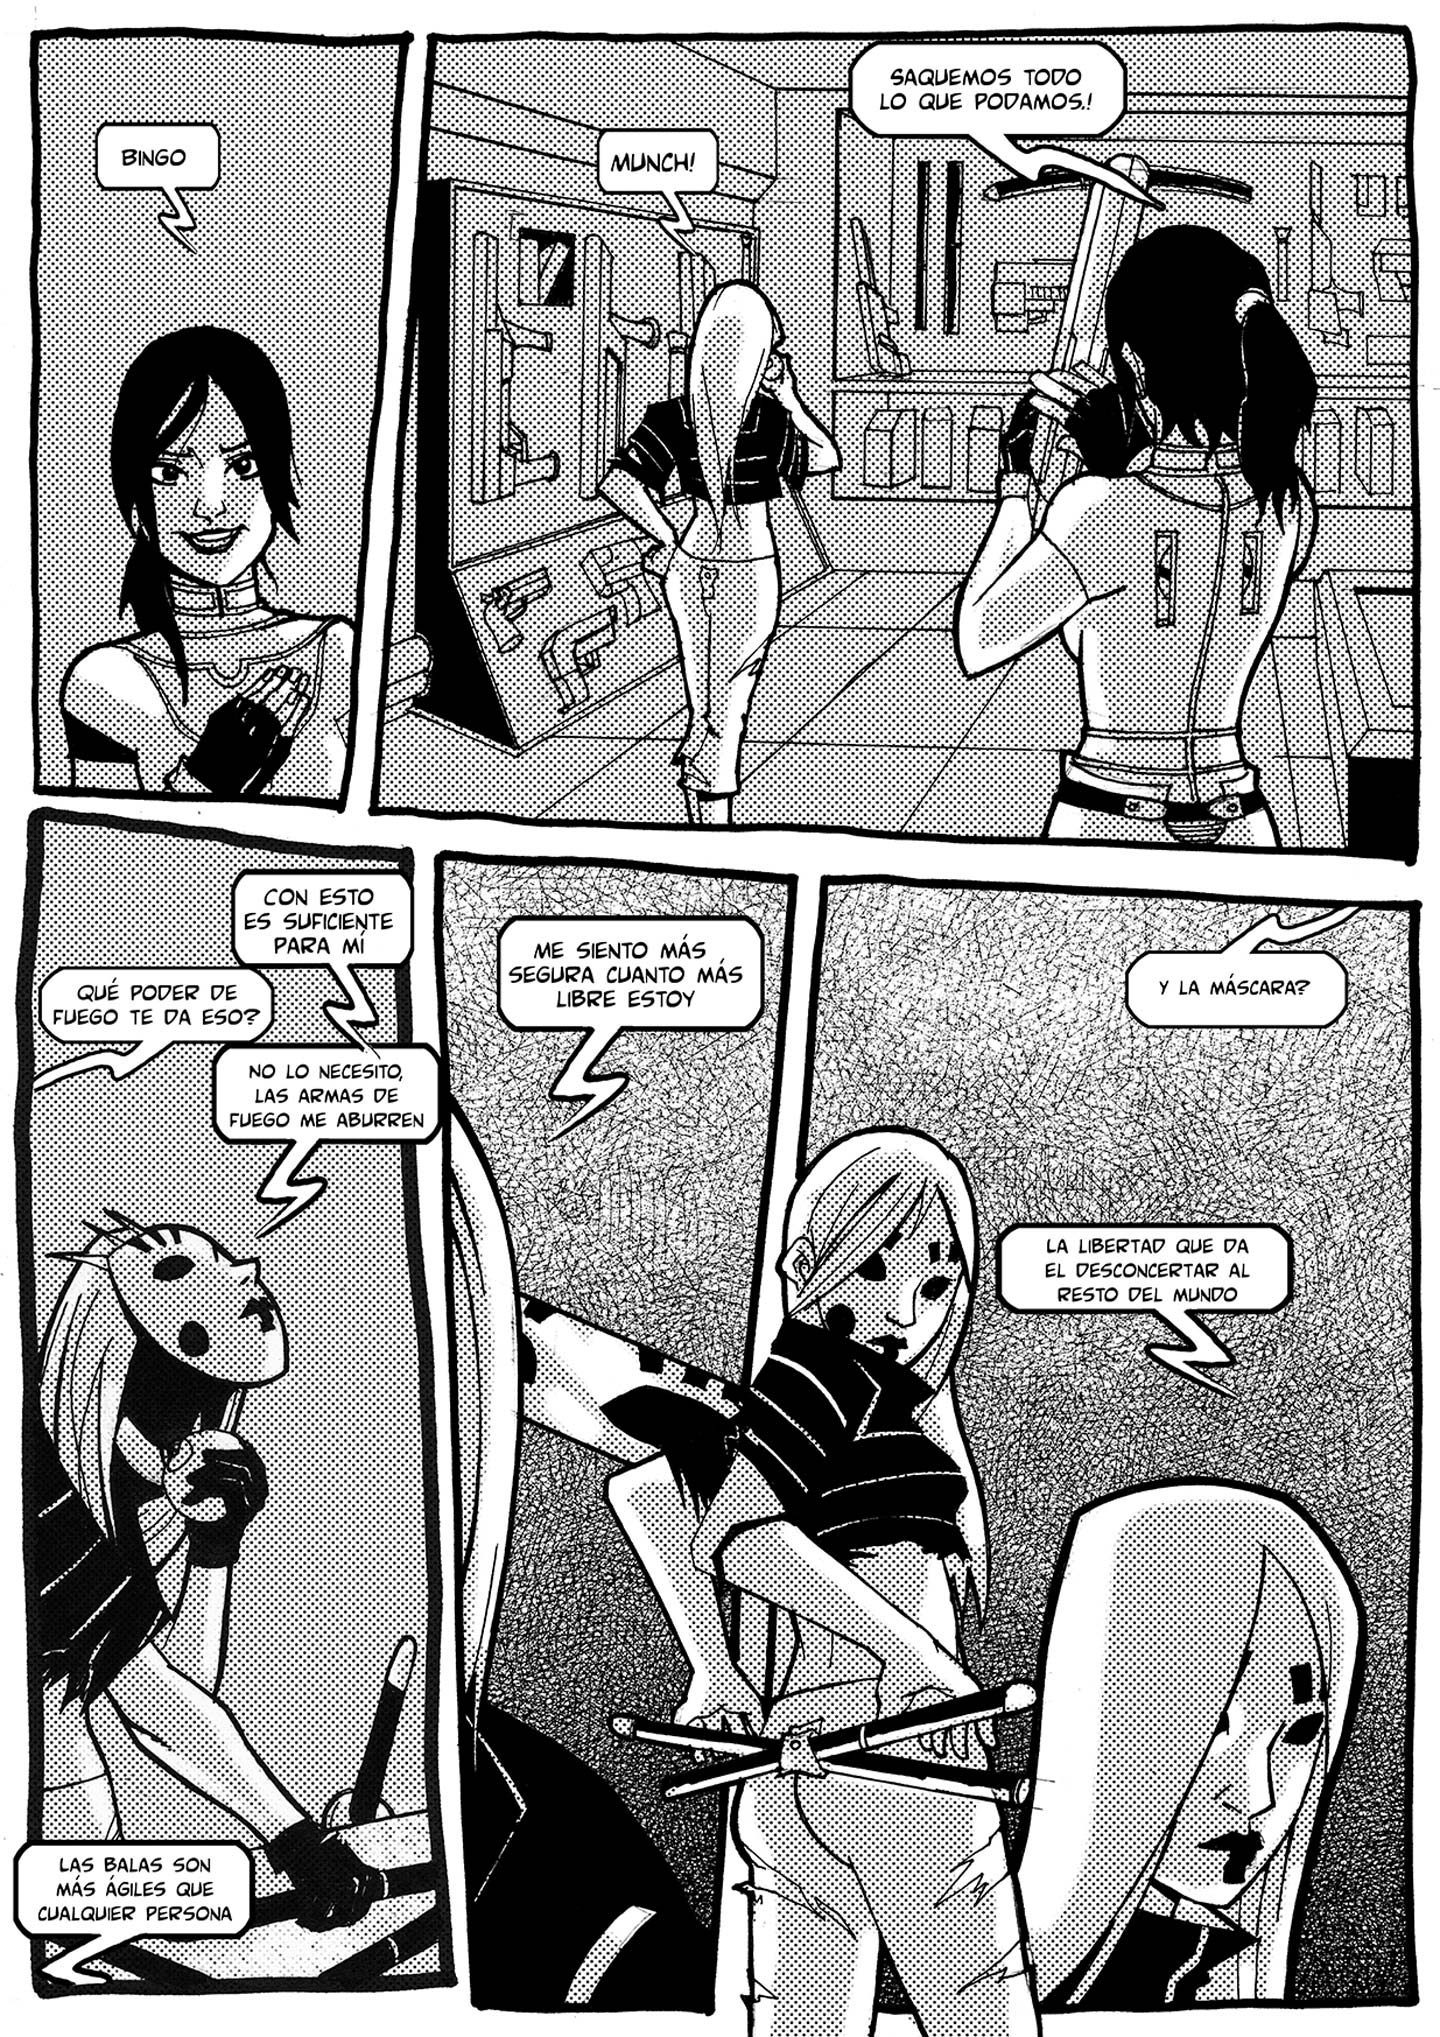 BINGO
MUNCH!
SAQUEMOS TODO
LO QUE PODAMOS.!
CON ESTO
ES SUFICIENTE
PARA MÍ
QUÉ PODER DE
FUEGO TE DA ESO?
NO LO NECESITO,
LAS ARMAS DE
FUEGO ME ABURREN
LAS BALAS SON
MÁS ÁGILES QUE
CUALQUIER PERSONA
ME SIENTO MÁS
SEGURA CUANTO MÁS
LIBRE ESTOY
Y LA MÁSCARA?
LA LIBERTAD QUE DA
EL DESCONCERTAR AL
RESTO DEL MUNDO